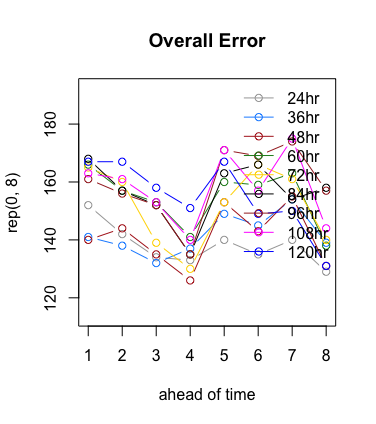 Overall Error
rep(0, 8)
180
160
140
120
24hr
36hr
48hr
60hr
72hr
84hr
96hr
108hr
120hr
1 2 3 4 5 6 7 8
ahead of time